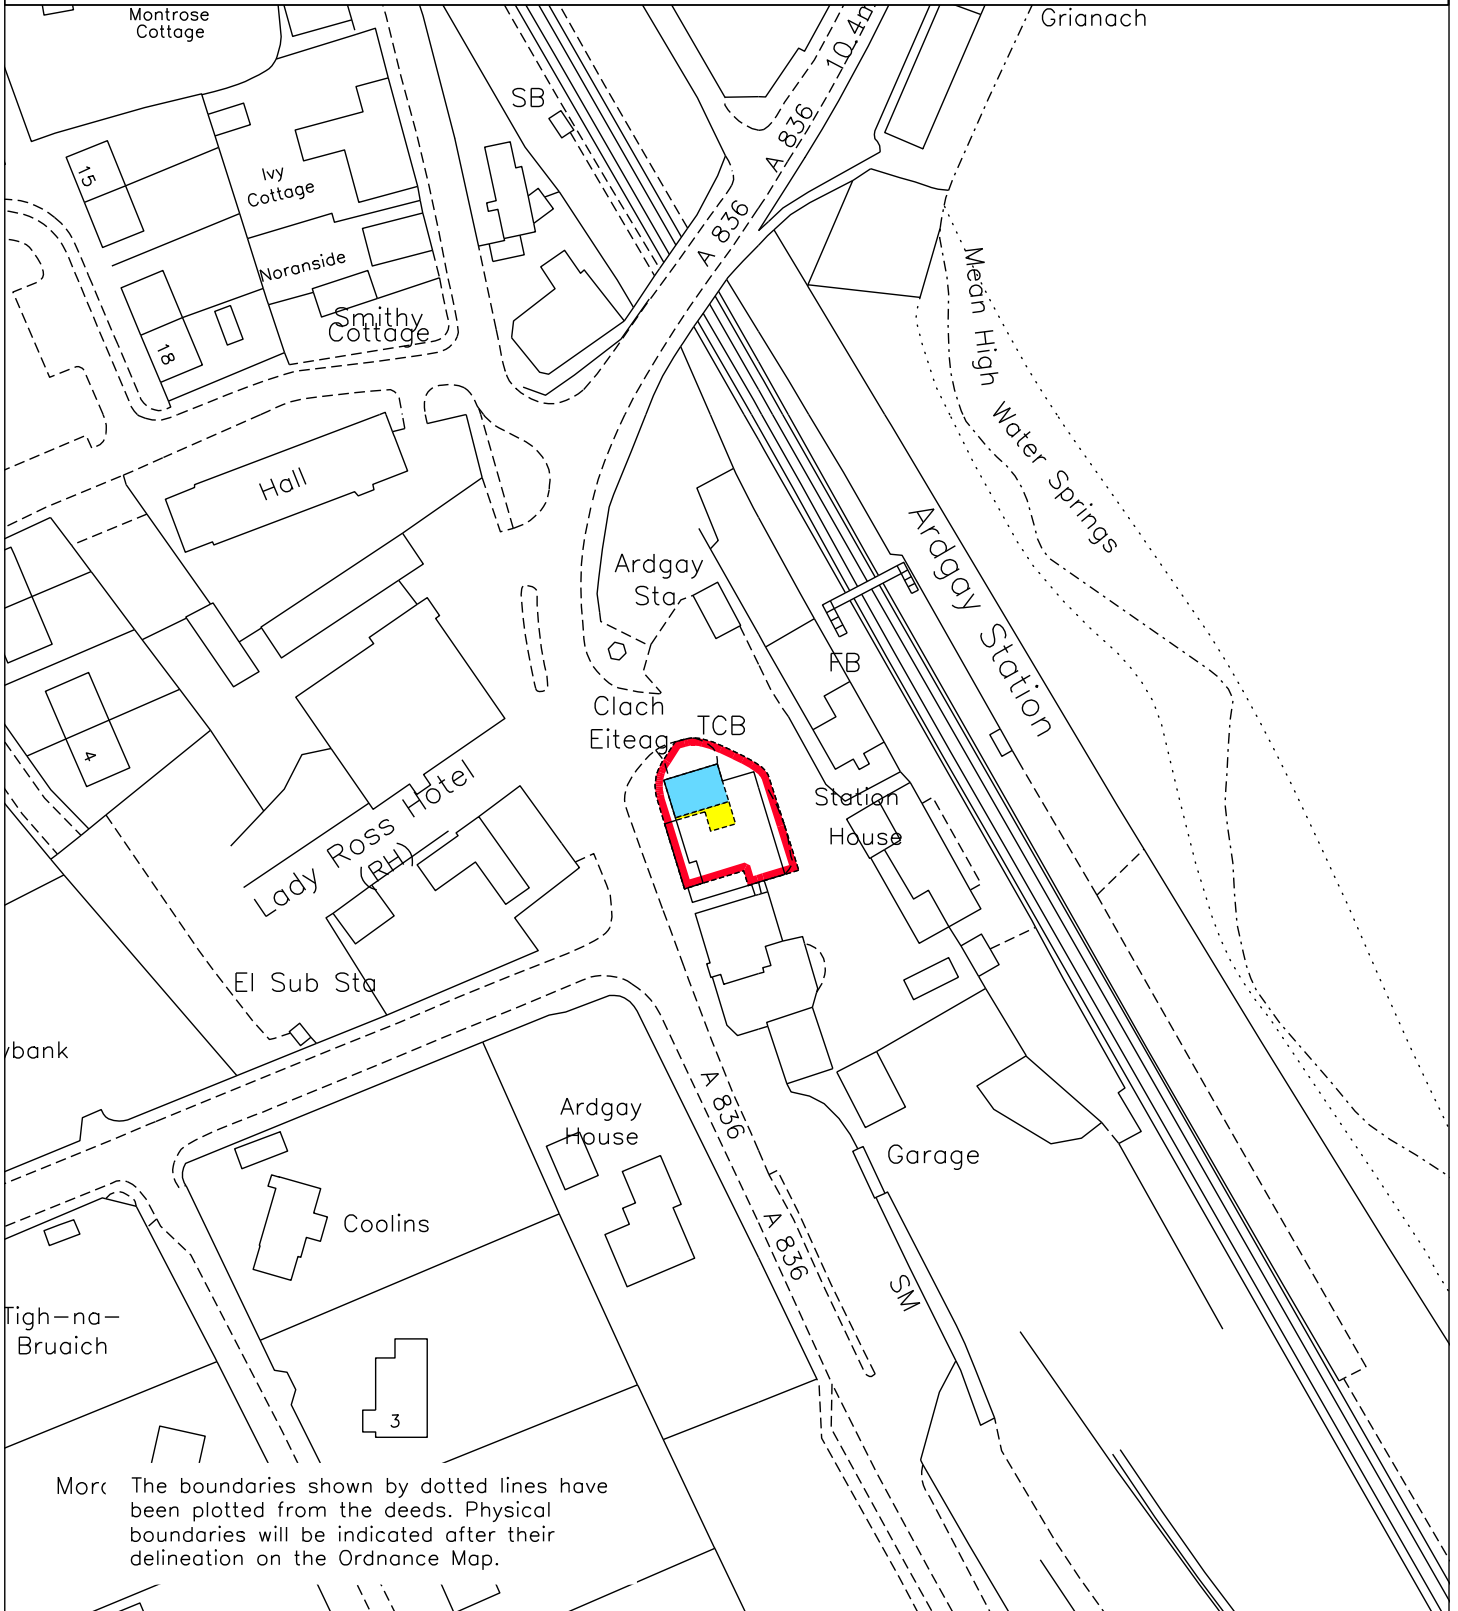 Montrose
Cottage
Grianach
10.4m
SB
A 836
15
Ivy
Cottage
A 836
Noranside
Mean High Water Springs
Smithy
Cottage
18
Hall
Ardgay Station
Ardgay
Sta
FB
Clach
Eiteag
TCB
4
Station
House
Lady Ross Hotel
(RH)
El Sub Sta
ybank
A 836
Ardgay
House
Garage
Coolins
A 836
SM
Tigh-na-
Bruaich
3
The boundaries shown by dotted lines have
been plotted from the deeds. Physical
boundaries will be indicated after their
delineation on the Ordnance Map.